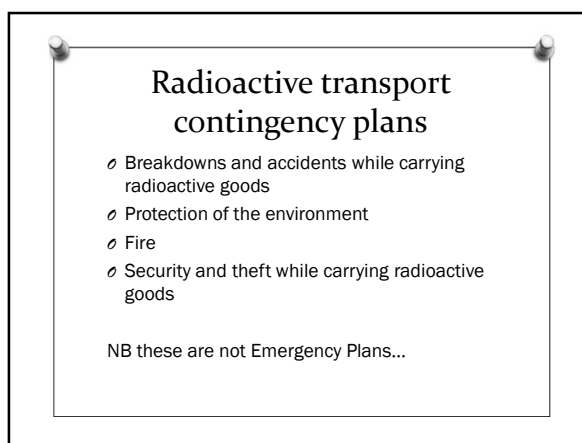 Radioactive transport
contingency plans
Breakdowns and accidents while carrying
radioactive goods
Protection of the environment
Fire
Security and theft while carrying radioactive
goods
NB these are not Emergency Plans...